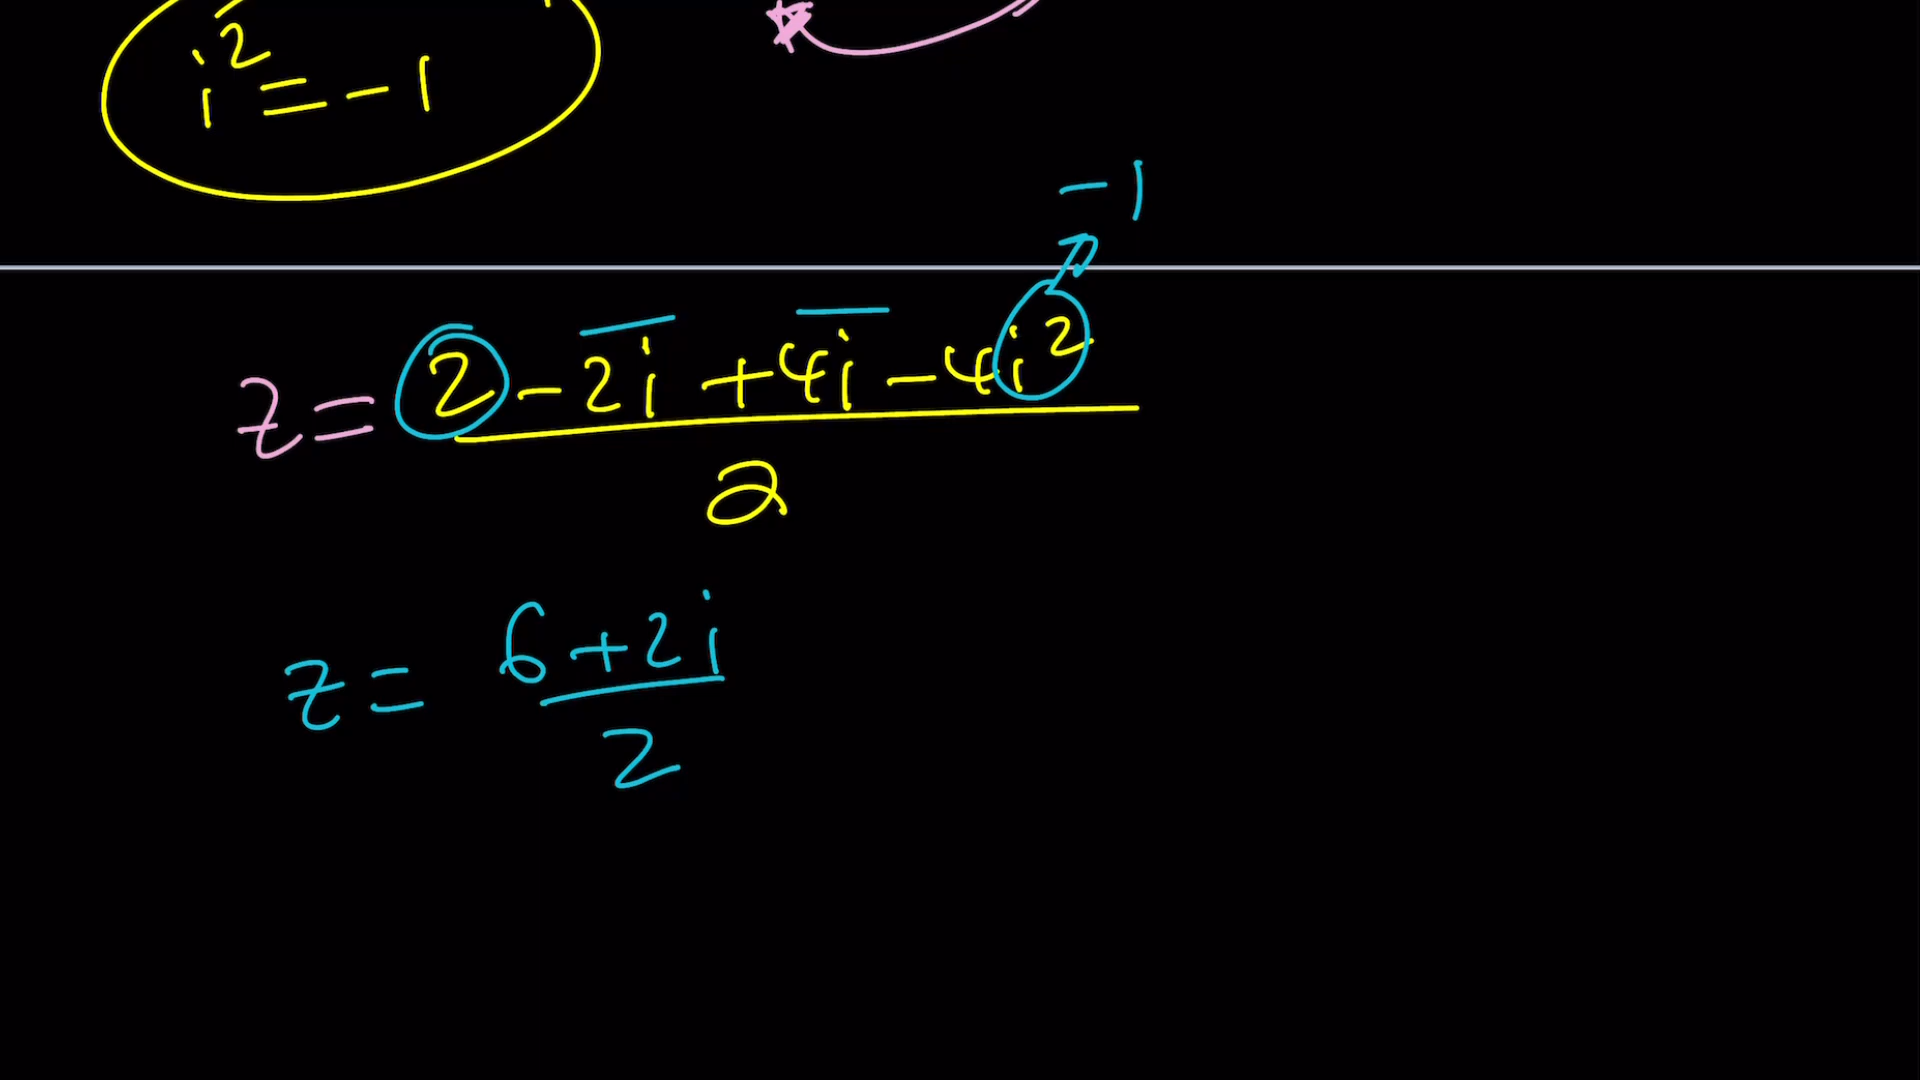 i² = -1
-1
z = (2 - 2i + 4i - 4i²) / 2
z = (6 + 2i) / 2